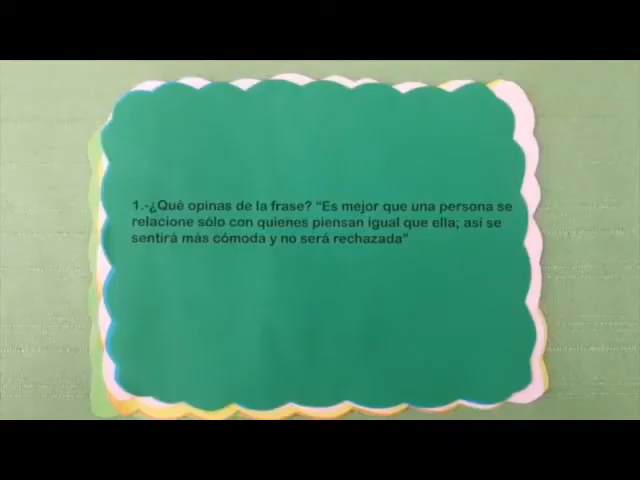 1.-¿Qué opinas de la frase? “Es mejor que una persona se
relacione sólo con quienes piensan igual que ella; así se
sentirá más cómoda y no será rechazada”